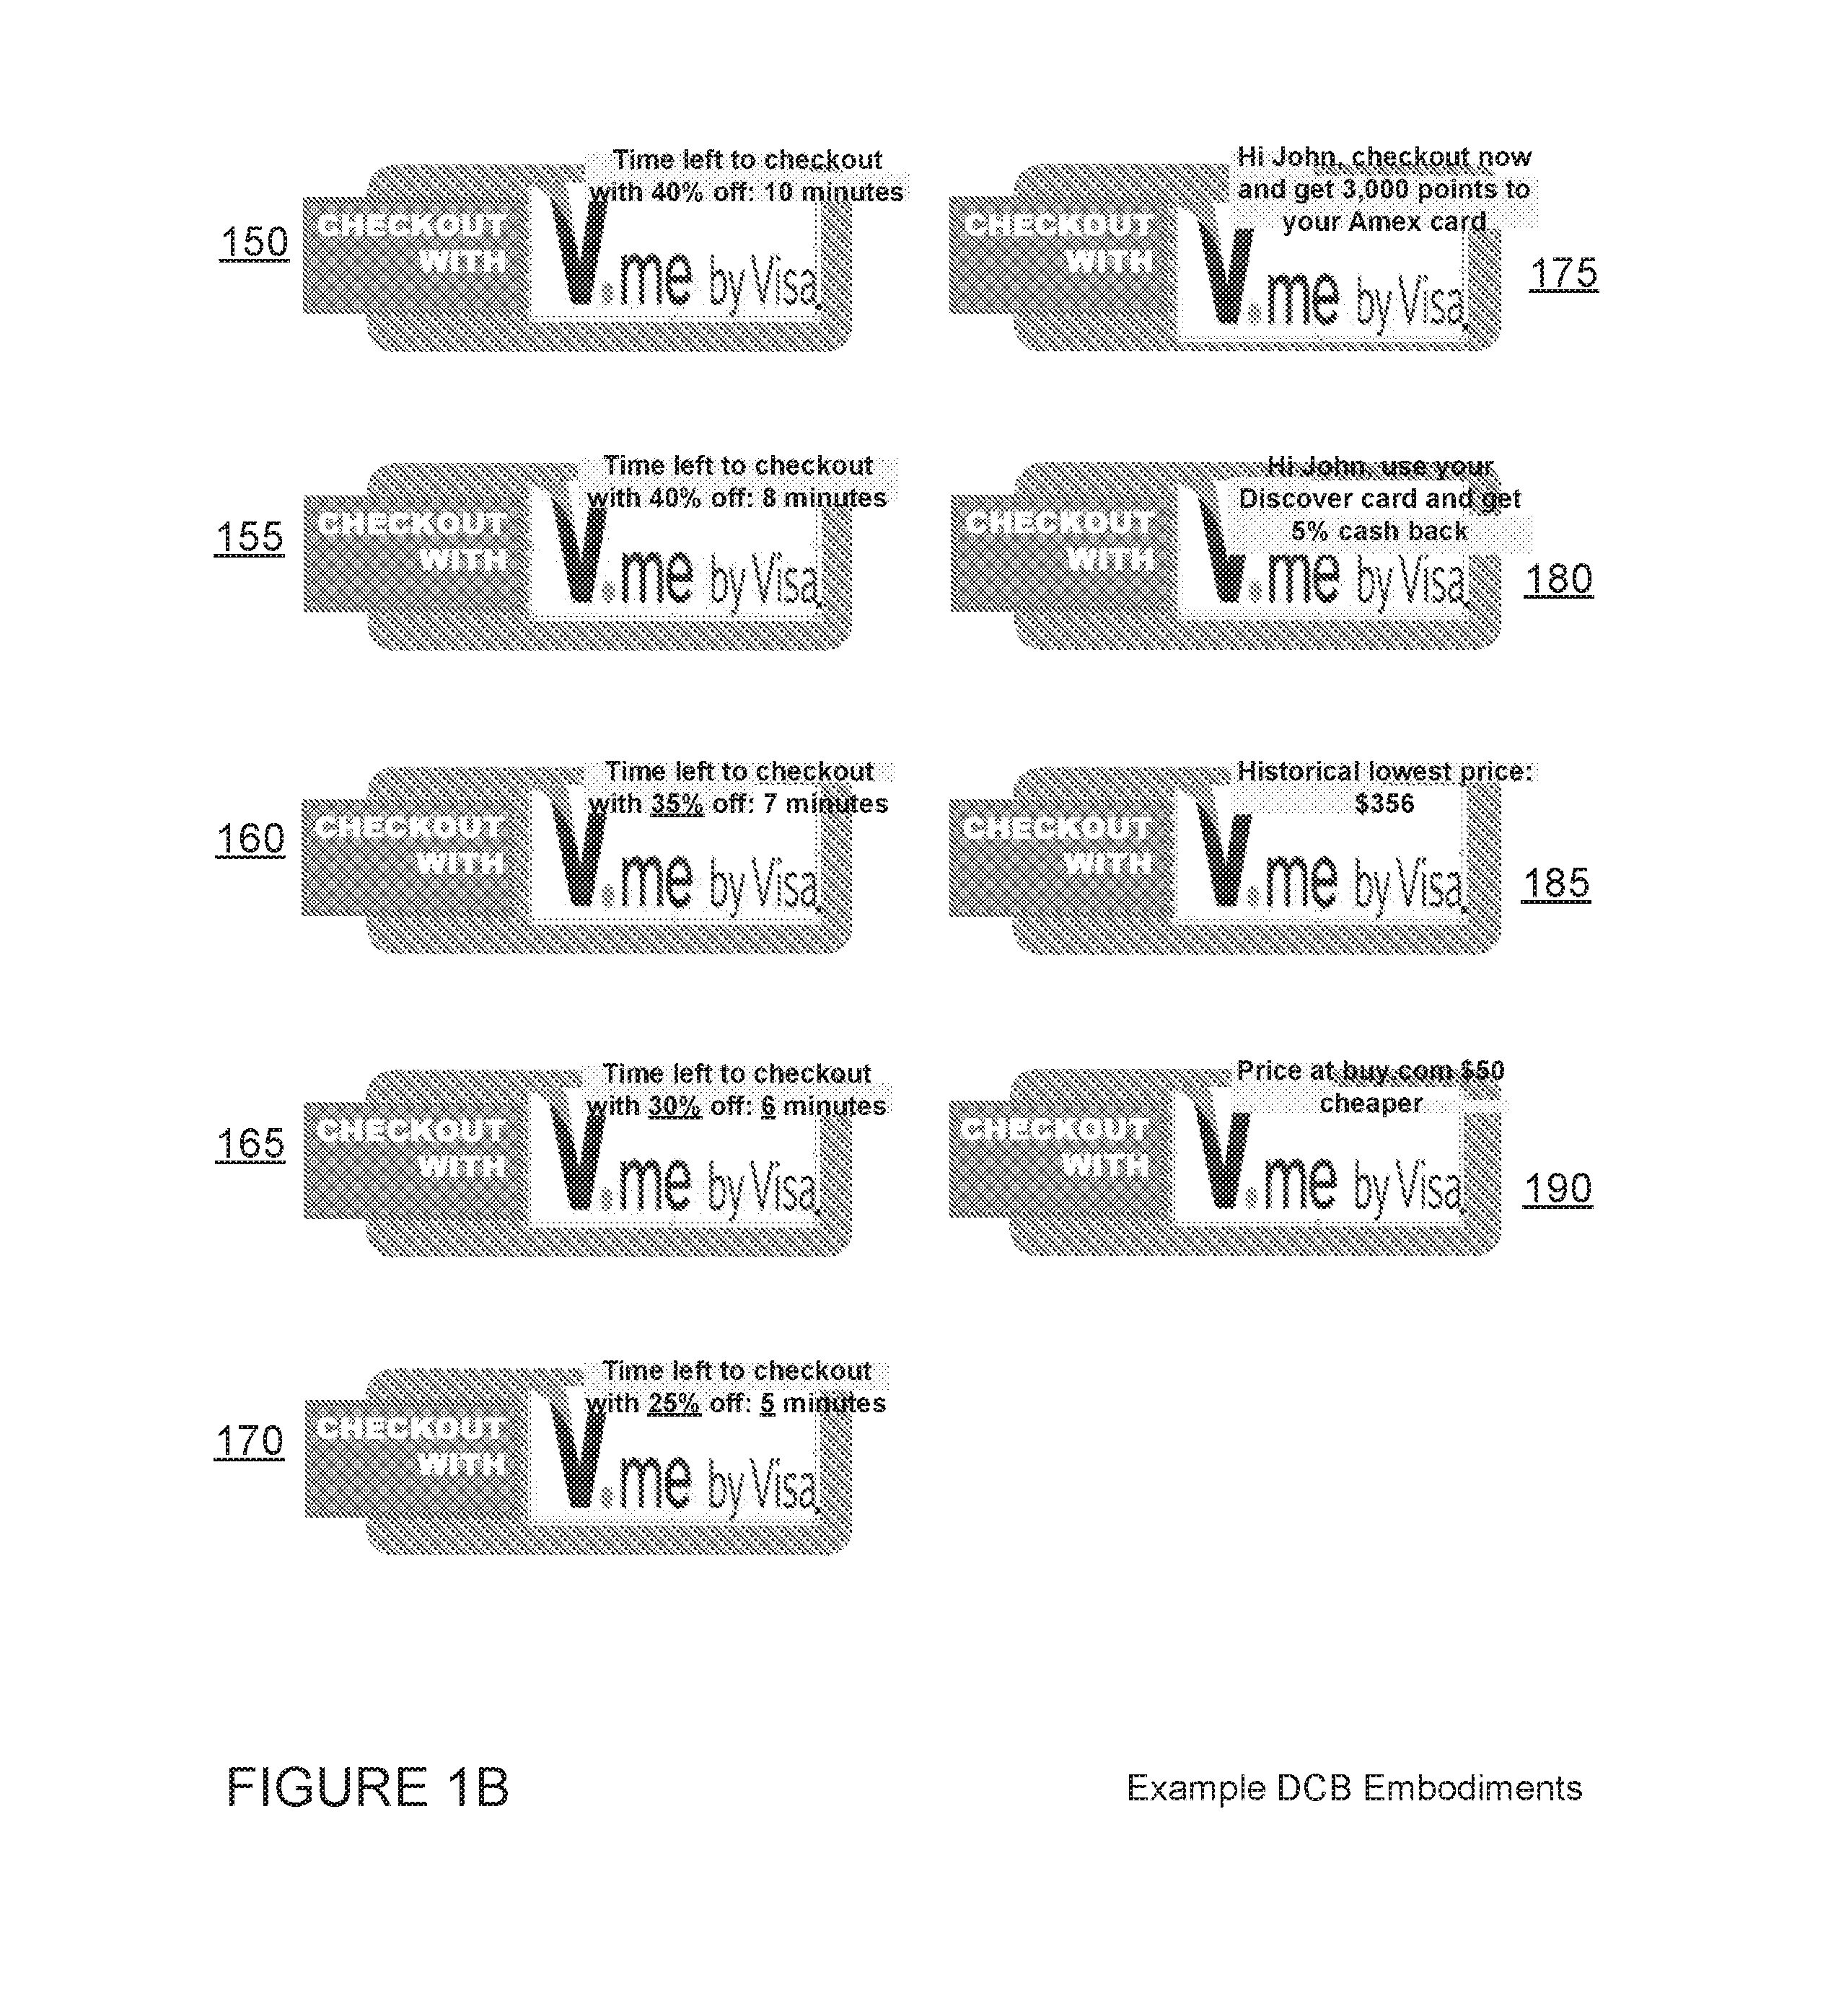 Time left to checkout
with 40% off: 10 minutes
150
CHECKOUT
WITH
V.me by Visa
Hi John, checkout now
and get 3,000 points to
your Amex card
CHECKOUT
WITH
V.me by Visa
175
Time left to checkout
with 40% off: 8 minutes
155
CHECKOUT
WITH
V.me by Visa
Hi John, use your
Discover card and get
5% cash back
CHECKOUT
WITH
V.me by Visa
180
Time left to checkout
with 35% off: 7 minutes
160
CHECKOUT
WITH
V.me by Visa
Historical lowest price:
$356
CHECKOUT
WITH
V.me by Visa
185
Time left to checkout
with 30% off: 6 minutes
165
CHECKOUT
WITH
V.me by Visa
Price at buy.com $50
cheaper
CHECKOUT
WITH
V.me by Visa
190
Time left to checkout
with 25% off: 5 minutes
170
CHECKOUT
WITH
V.me by Visa
FIGURE 1B
Example DCB Embodiments